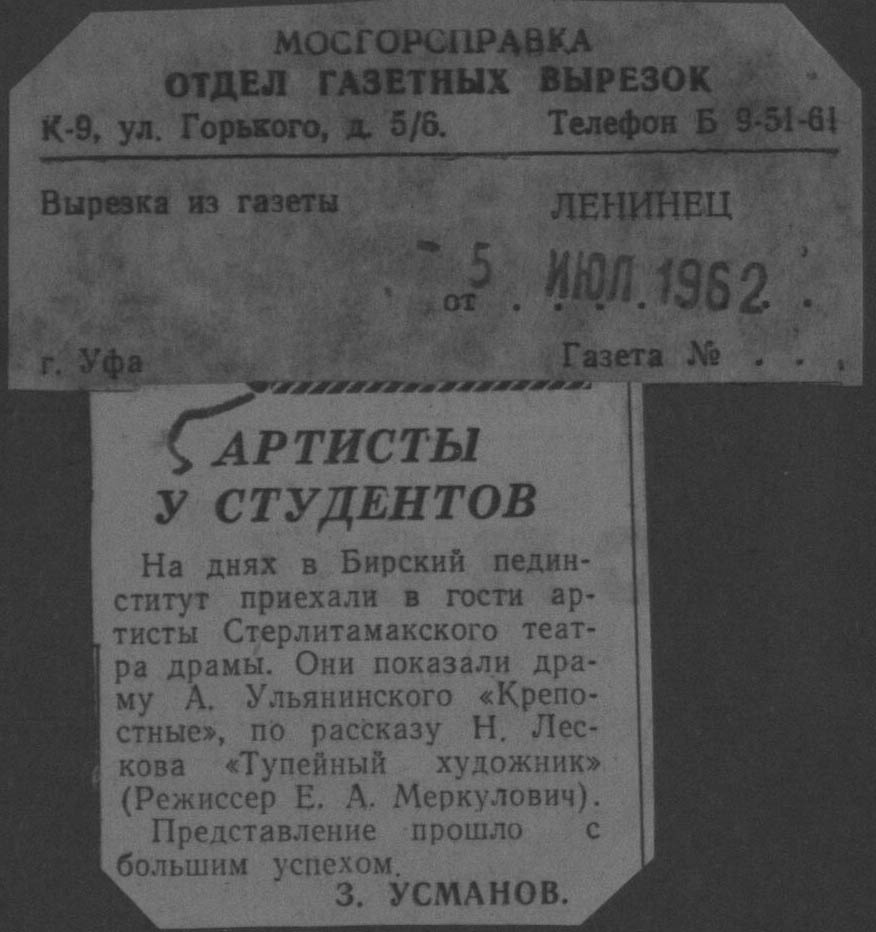 МОСГОРСПРАВКА
ОТДЕЛ ГАЗЕТНЫХ ВЫРЕЗОК
К-9, ул. Горького, д. 5/6. Телефон Б 9-51-61
Вырезка из газеты ЛЕНИНЕЦ
от - 5 ИЮЛ 1962 . .
г. Уфа Газета № . . .
АРТИСТЫ
У СТУДЕНТОВ
На днях в Бирский педин-
ститут приехали в гости ар-
тисты Стерлитамакского теат-
ра драмы. Они показали дра-
му А. Ульянинского «Крепо-
стные», по рассказу Н. Лес-
кова «Тупейный художник»
(Режиссер Е. А. Меркулович).
Представление прошло с
большим успехом.
З. УСМАНОВ.